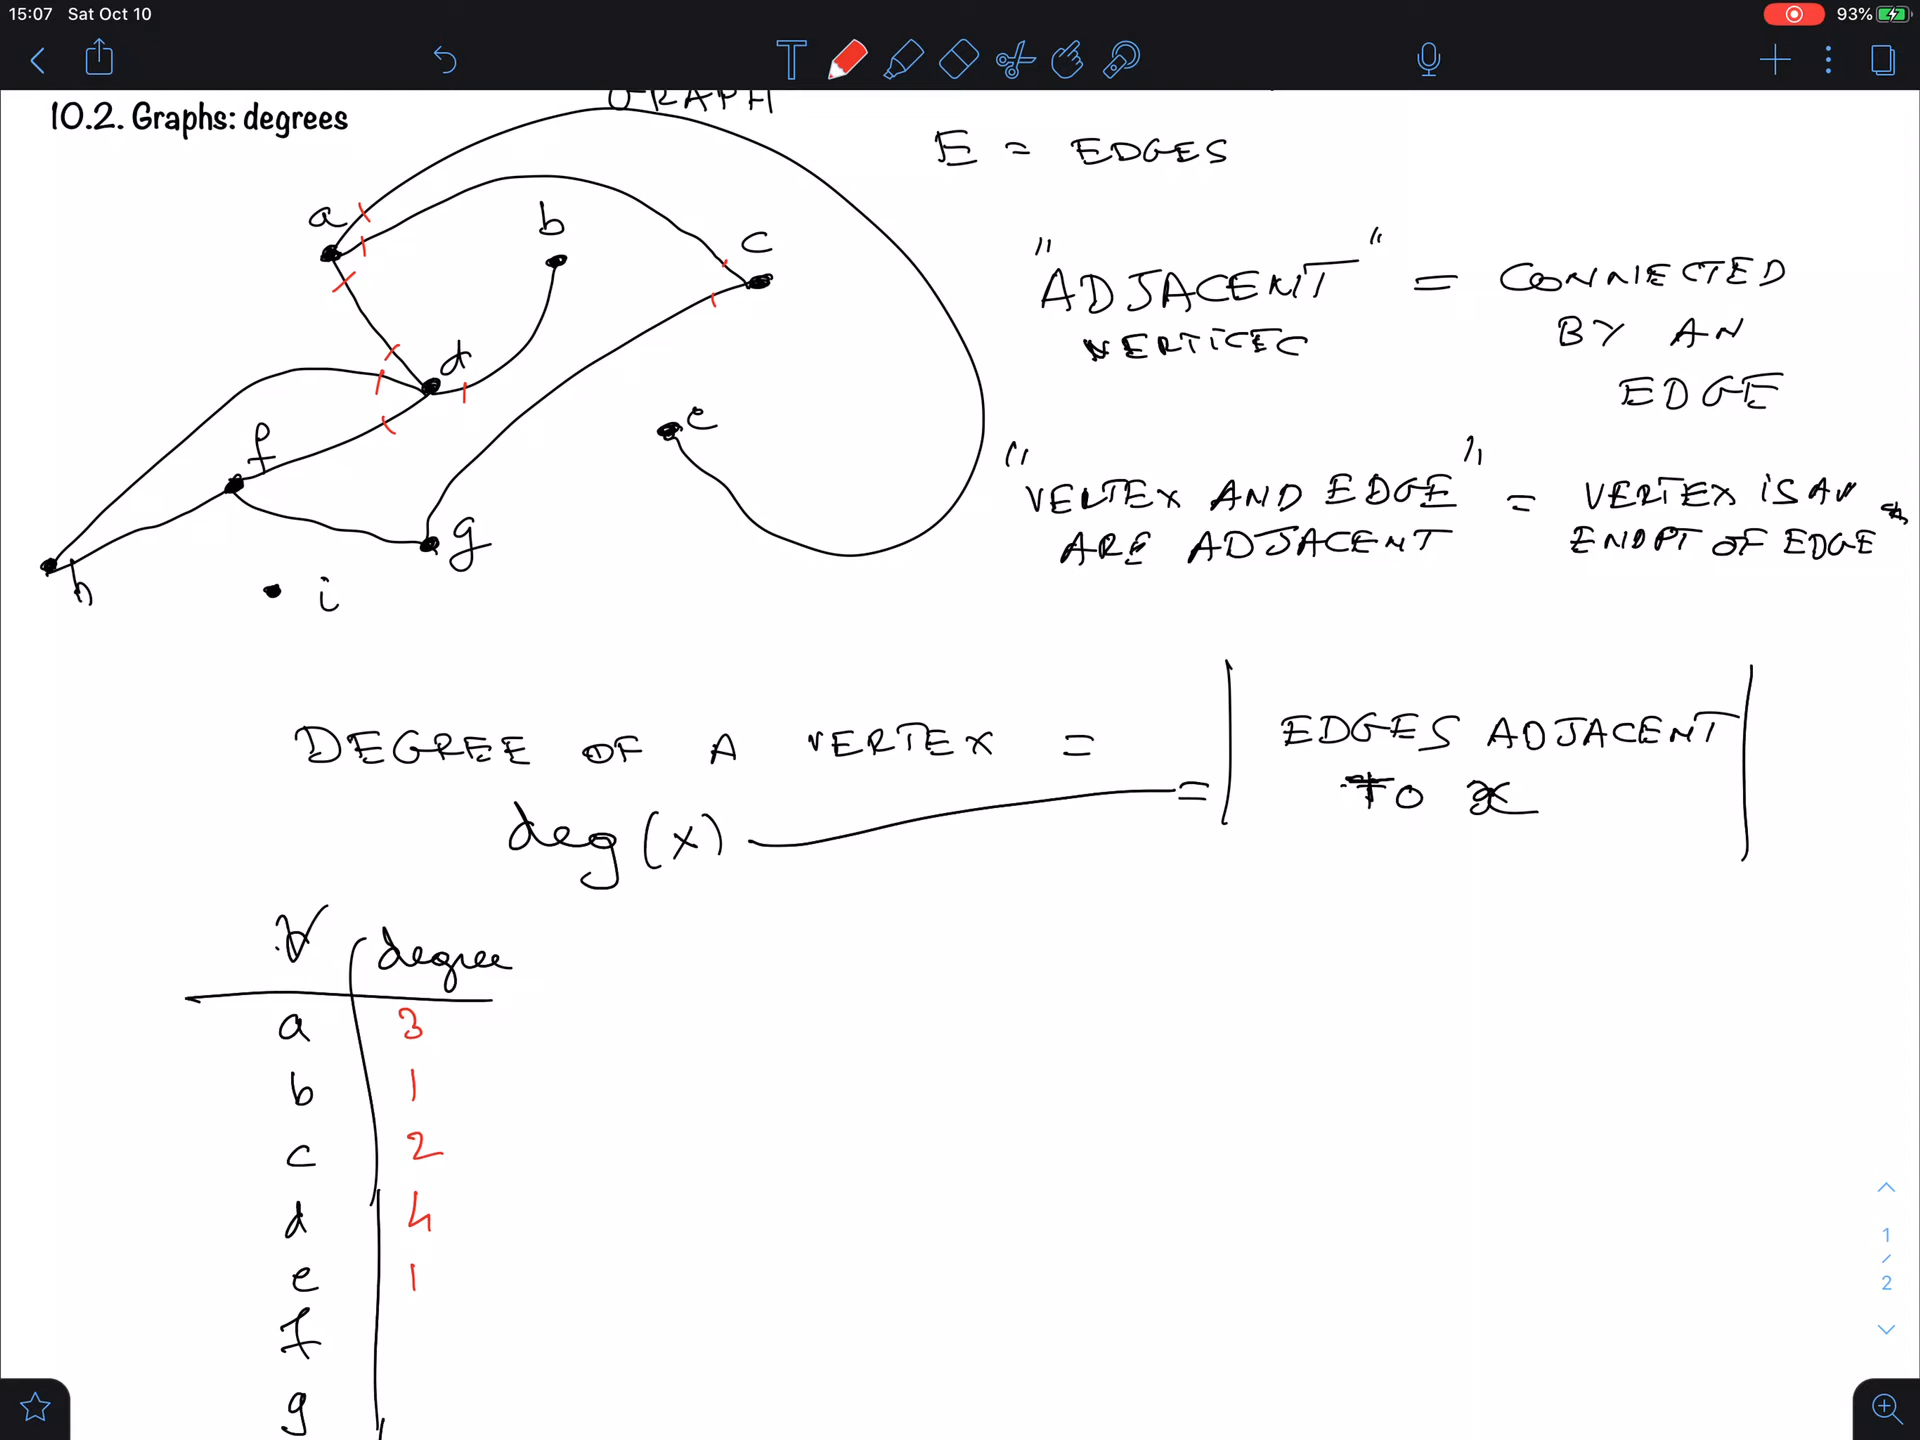 15:07 Sat Oct 10
93%
10.2. Graphs: degrees
GRAPH
E = EDGES
a
b
c
d
e
f
g
h
i
"ADJACENT" = CONNECTED
VERTICEC BY AN
EDGE
"VERTEX AND EDGE" = VERTEX IS AN
ARE ADJACENT ENDPT OF EDGE
DEGREE OF A VERTEX =
deg(x) = | EDGES ADJACENT
TO x |
V degree
a 3
b 1
c 2
d 4
e 1
f
g
1
/
2